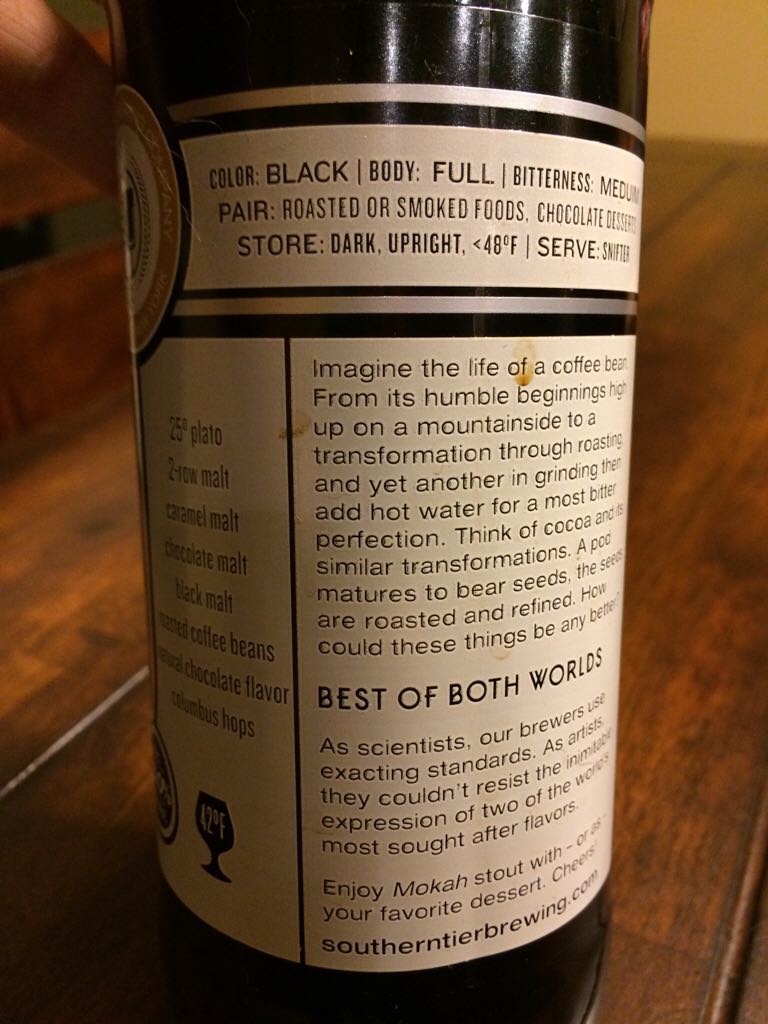 COLOR: BLACK | BODY: FULL | BITTERNESS: MEDUIM
PAIR: ROASTED OR SMOKED FOODS, CHOCOLATE DESSERTS
STORE: DARK, UPRIGHT, <48ºF | SERVE: SNIFTER
25º plato
2-row malt
caramel malt
chocolate malt
black malt
roasted coffee beans
natural chocolate flavor
columbus hops
42ºF
Imagine the life of a coffee bean.
From its humble beginnings high
up on a mountainside to a
transformation through roasting
and yet another in grinding then
add hot water for a most bitter
perfection. Think of cocoa and its
similar transformations. A pod
matures to bear seeds, the seeds
are roasted and refined. How
could these things be any better?
BEST OF BOTH WORLDS
As scientists, our brewers use
exacting standards. As artists,
they couldn't resist the inimitable
expression of two of the world's
most sought after flavors.
Enjoy Mokah stout with - or as -
your favorite dessert. Cheers!
southerntierbrewing.com